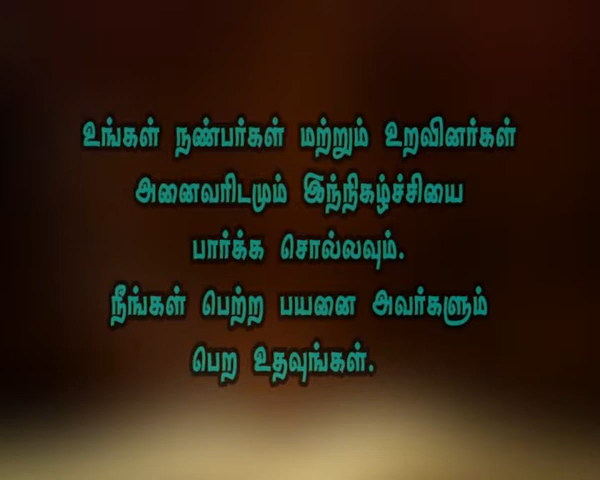 உங்கள் நண்பர்கள் மற்றும் உறவினர்கள்
அனைவரிடமும் இந்நிகழ்ச்சியை
பார்க்க சொல்லவும்.
நீங்கள் பெற்ற பயனை அவர்களும்
பெற உதவுங்கள்.